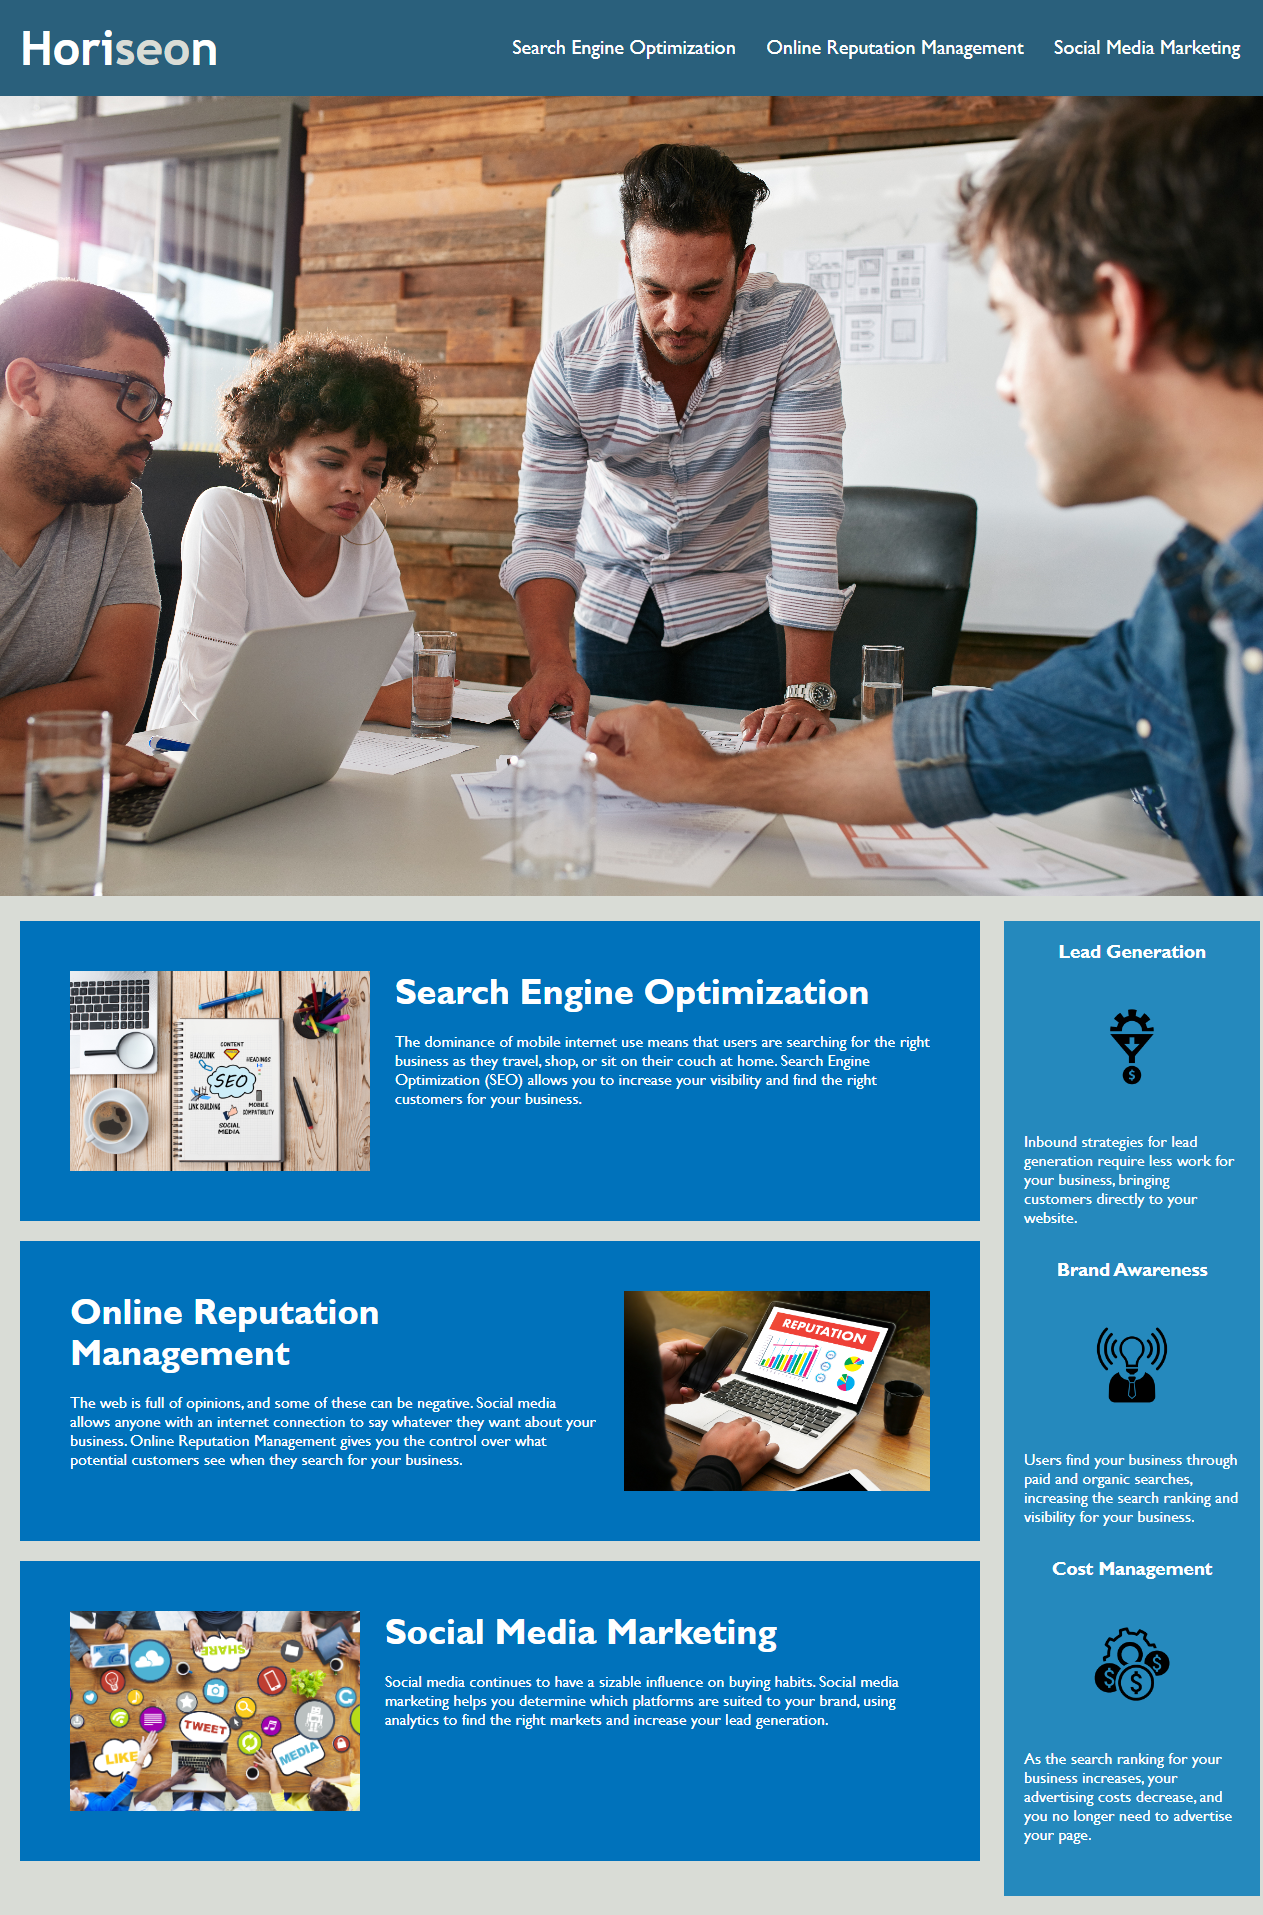 Horiseon
Search Engine Optimization
Online Reputation Management
Social Media Marketing
CONTENT
BACKLINK
HEADINGS
SEO
LINK BUILDING
MOBILE
COMPATIBILITY
SOCIAL
MEDIA
Search Engine Optimization
The dominance of mobile internet use means that users are searching for the right
business as they travel, shop, or sit on their couch at home. Search Engine
Optimization (SEO) allows you to increase your visibility and find the right
customers for your business.
Online Reputation
Management
The web is full of opinions, and some of these can be negative. Social media
allows anyone with an internet connection to say whatever they want about your
business. Online Reputation Management gives you the control over what
potential customers see when they search for your business.
REPUTATION
SHARE
TWEET
LIKE
MEDIA
Social Media Marketing
Social media continues to have a sizable influence on buying habits. Social media
marketing helps you determine which platforms are suited to your brand, using
analytics to find the right markets and increase your lead generation.
Lead Generation
$
Inbound strategies for lead
generation require less work for
your business, bringing
customers directly to your
website.
Brand Awareness
Users find your business through
paid and organic searches,
increasing the search ranking and
visibility for your business.
Cost Management
$ $ $
As the search ranking for your
business increases, your
advertising costs decrease, and
you no longer need to advertise
your page.